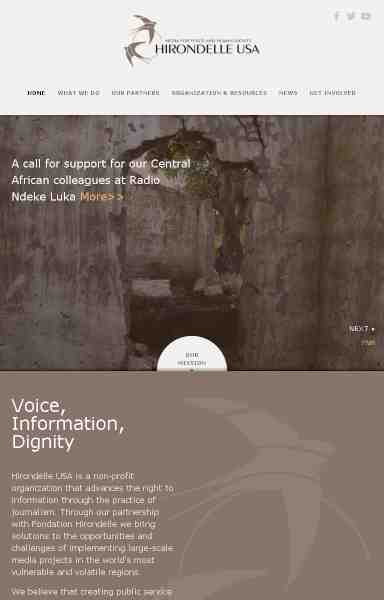 MEDIA FOR PEACE AND HUMAN DIGNITY
HIRONDELLE USA
HOME WHAT WE DO OUR PARTNERS ORGANIZATION & RESOURCES NEWS GET INVOLVED
A call for support for our Central
African colleagues at Radio
Ndeke Luka More>>
NEXT
OUR
MISSION
Voice,
Information,
Dignity
Hirondelle USA is a non-profit
organization that advances the right to
information through the practice of
journalism. Through our partnership
with Fondation Hirondelle we bring
solutions to the opportunities and
challenges of implementing large-scale
media projects in the world's most
vulnerable and volatile regions.
We believe that creating public service